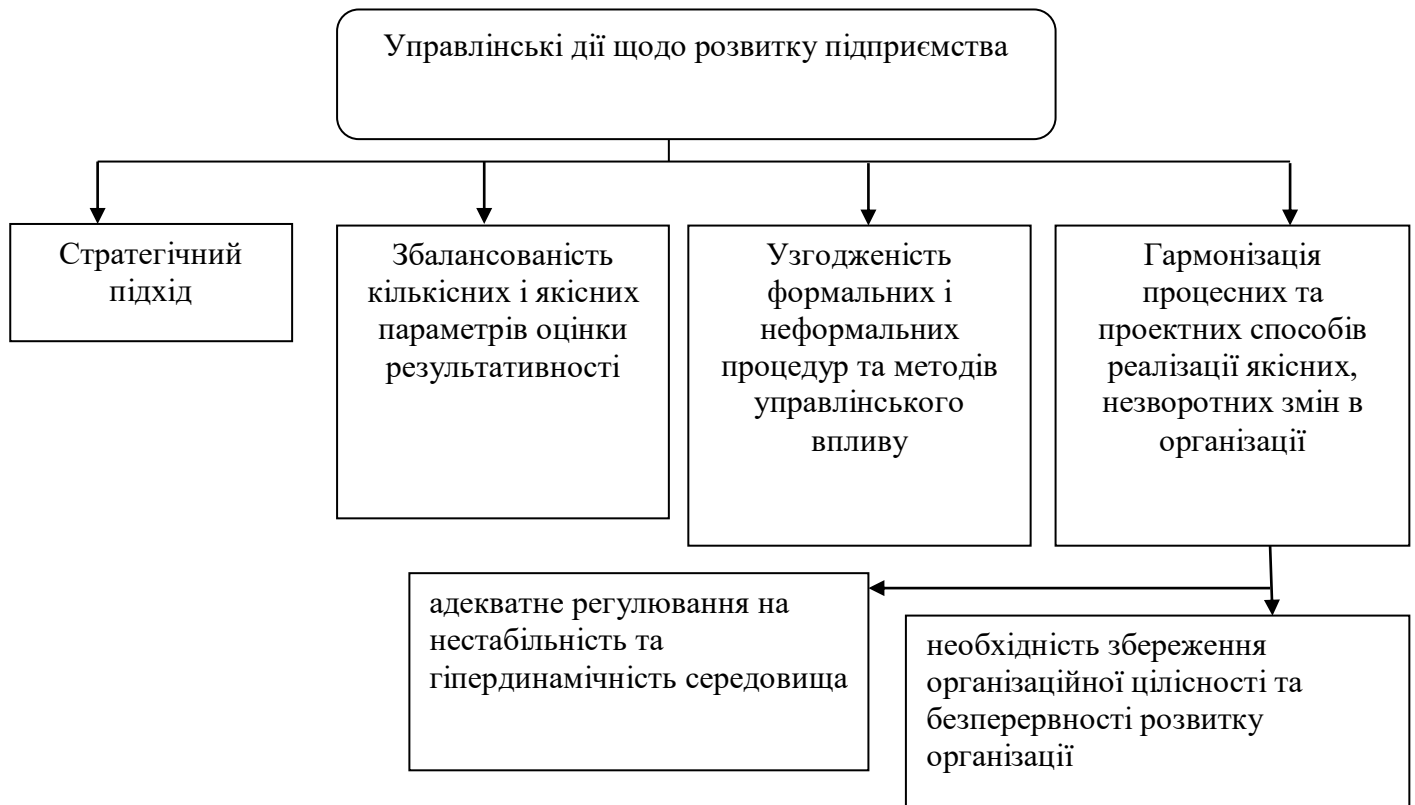 Управлінські дії щодо розвитку підприємства
Стратегічний
підхід
Збалансованість
кількісних і якісних
параметрів оцінки
результативності
Узгодженість
формальних і
неформальних
процедур та методів
управлінського
впливу
Гармонізація
процесних та
проектних способів
реалізації якісних,
незворотних змін в
організації
адекватне регулювання на
нестабільність та
гіпердинамічність середовища
необхідність збереження
організаційної цілісності та
безперервності розвитку
організації